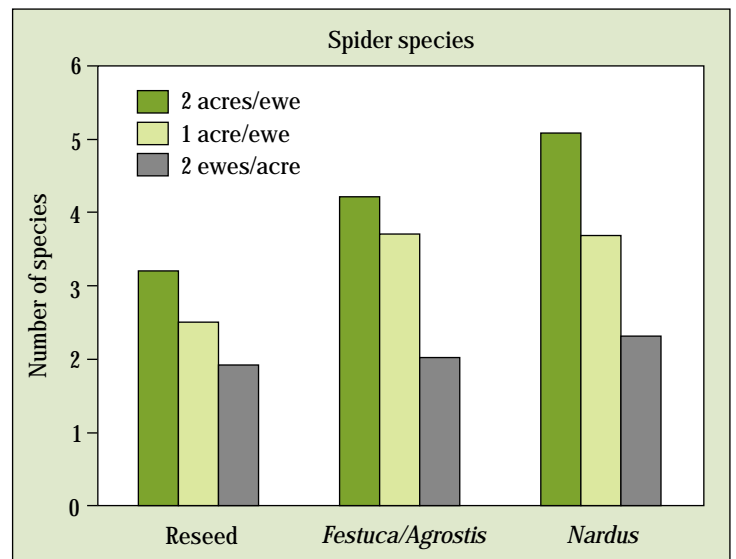 Spider species
6
5
4
3
2
1
0
Number of species
2 acres/ewe
1 acre/ewe
2 ewes/acre
Reseed Festuca/Agrostis Nardus